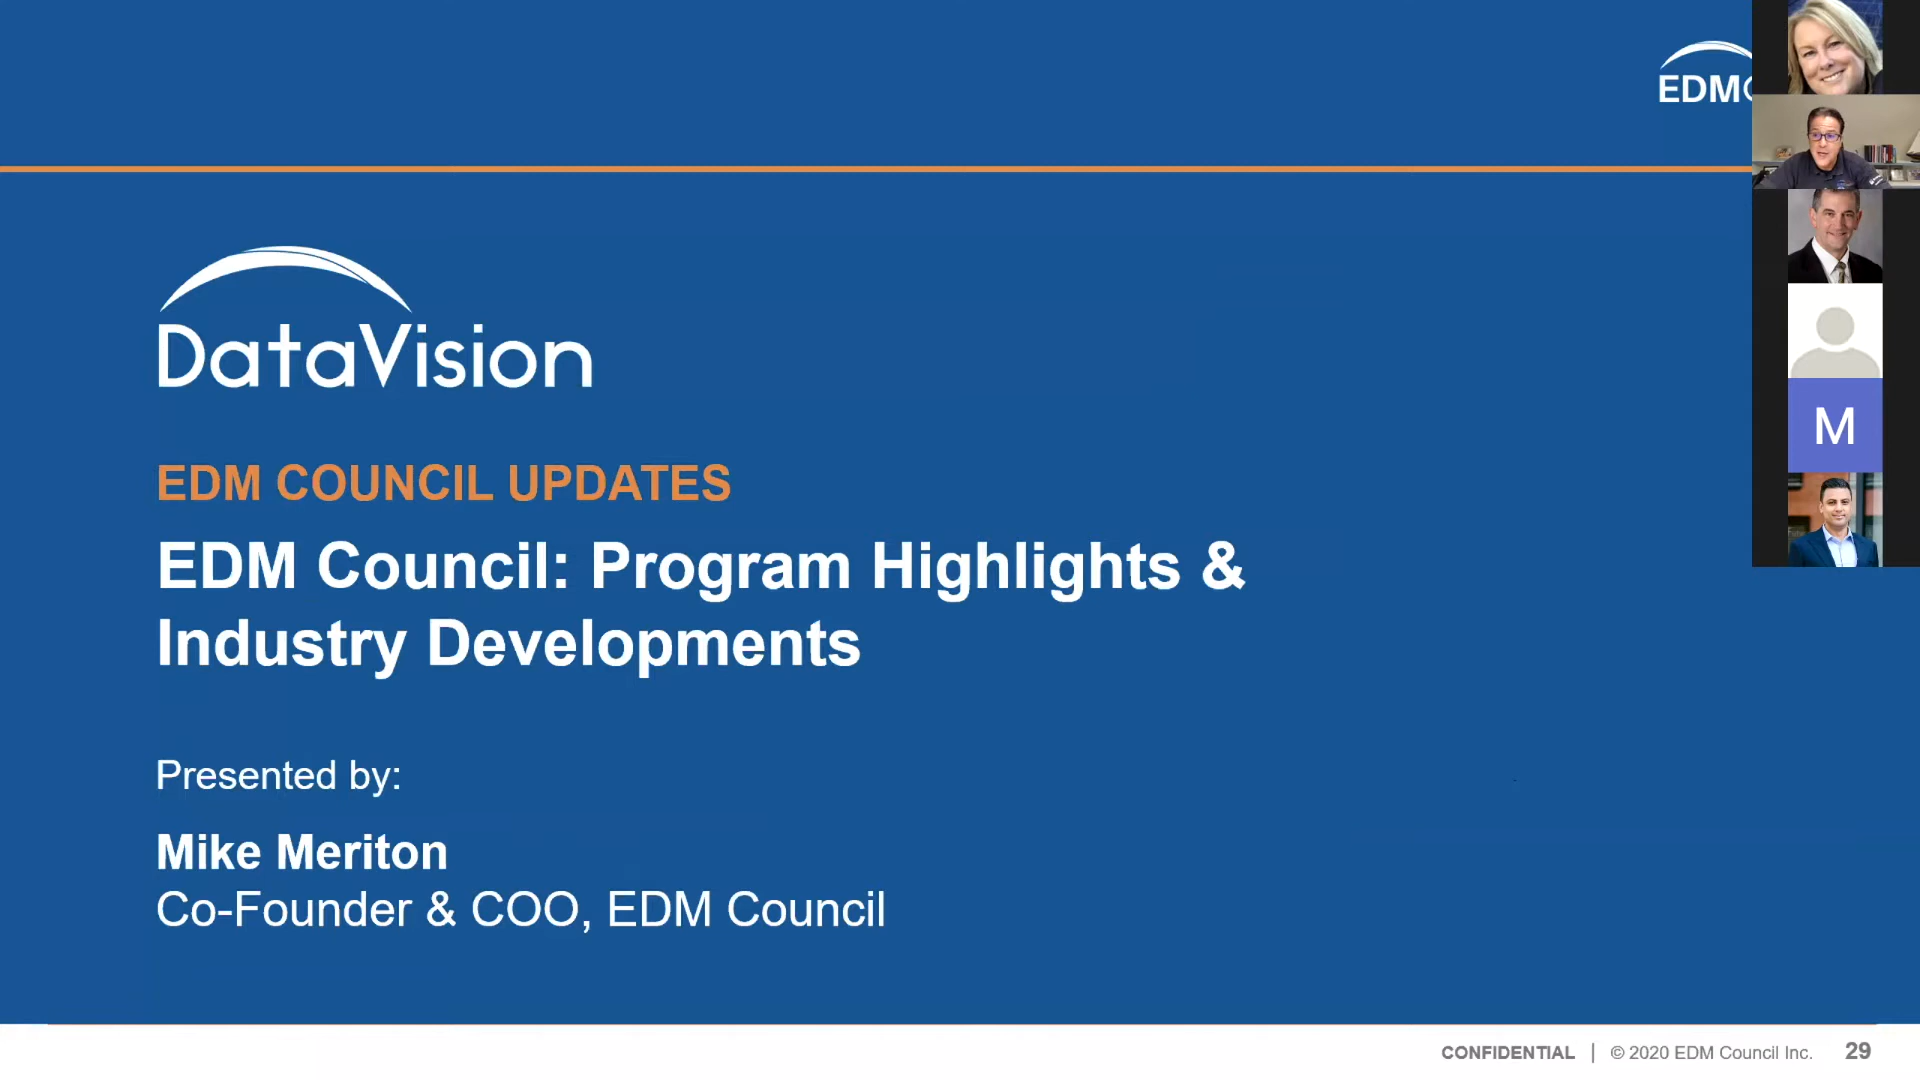 EDM
DataVision
EDM COUNCIL UPDATES
EDM Council: Program Highlights &
Industry Developments
Presented by:
Mike Meriton
Co-Founder & COO, EDM Council
M
CONFIDENTIAL | © 2020 EDM Council Inc. 29